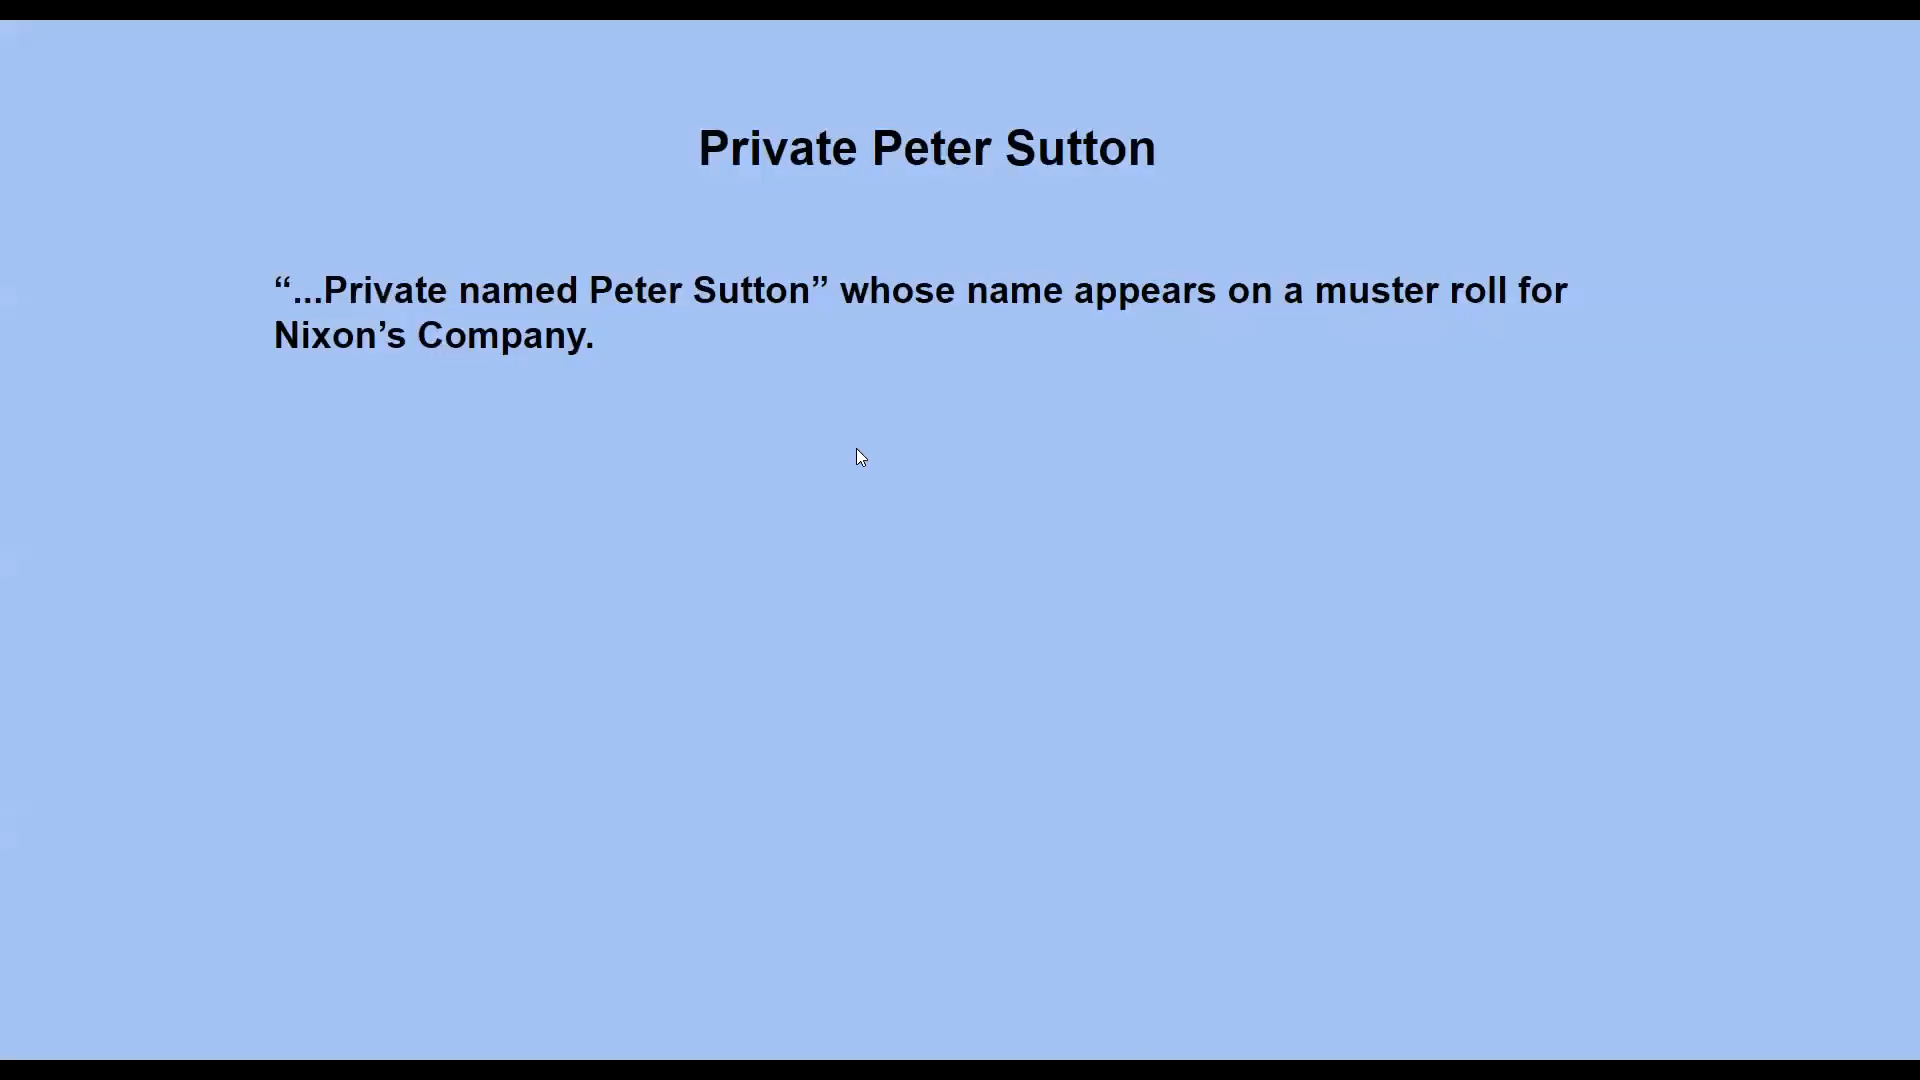 Private Peter Sutton
“...Private named Peter Sutton” whose name appears on a muster roll for
Nixon’s Company.